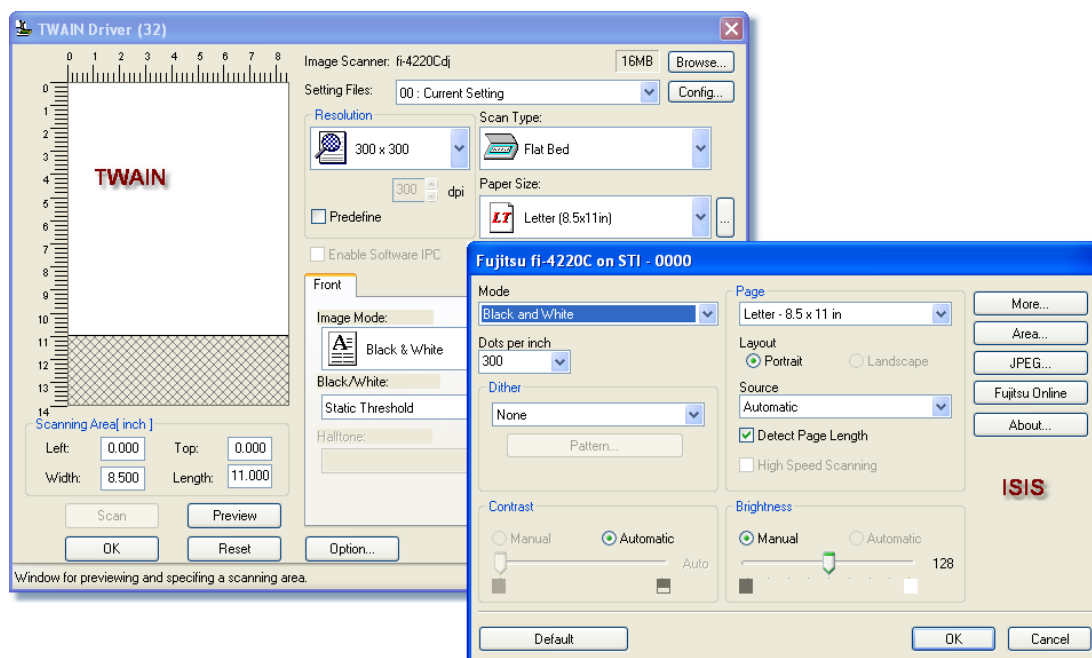 TWAIN Driver (32)
0 1 2 3 4 5 6 7 8
0
1
2
3
4
5
6
7
8
9
10
11
12
13
14
TWAIN
Image Scanner: fi-4220Cdj
16MB
Browse...
Setting Files:
00 : Current Setting
Config...
Resolution
300 x 300
300 dpi
Predefine
Scan Type:
Flat Bed
Paper Size:
LT
Letter (8.5x11in)
...
Enable Software IPC
Front
Image Mode:
Black & White
Black/White:
Static Threshold
Halftone:
Scanning Area[ inch ]
Left: 0.000 Top: 0.000
Width: 8.500 Length: 11.000
Scan
Preview
OK
Reset
Option...
Window for previewing and specifing a scanning area.
Fujitsu fi-4220C on STI - 0000
Mode
Black and White
Dots per inch
300
Dither
None
Pattern...
Page
Letter - 8.5 x 11 in
Layout
Portrait
Landscape
Source
Automatic
Detect Page Length
High Speed Scanning
More...
Area...
JPEG...
Fujitsu Online
About...
ISIS
Contrast
Manual
Automatic
Auto
Brightness
Manual
Automatic
128
Default
OK
Cancel